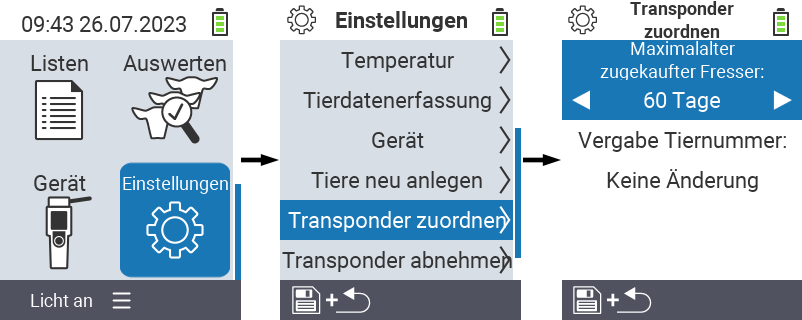 09:43 26.07.2023
Listen
Auswerten
Gerät
Einstellungen
Licht an
Einstellungen
Temperatur
Tierdatenerfassung
Gerät
Tiere neu anlegen
Transponder zuordnen
Transponder abnehmen
+
Transponder
zuordnen
Maximalalter
zugekaufter Fresser:
60 Tage
Vergabe Tiernummer:
Keine Änderung
+